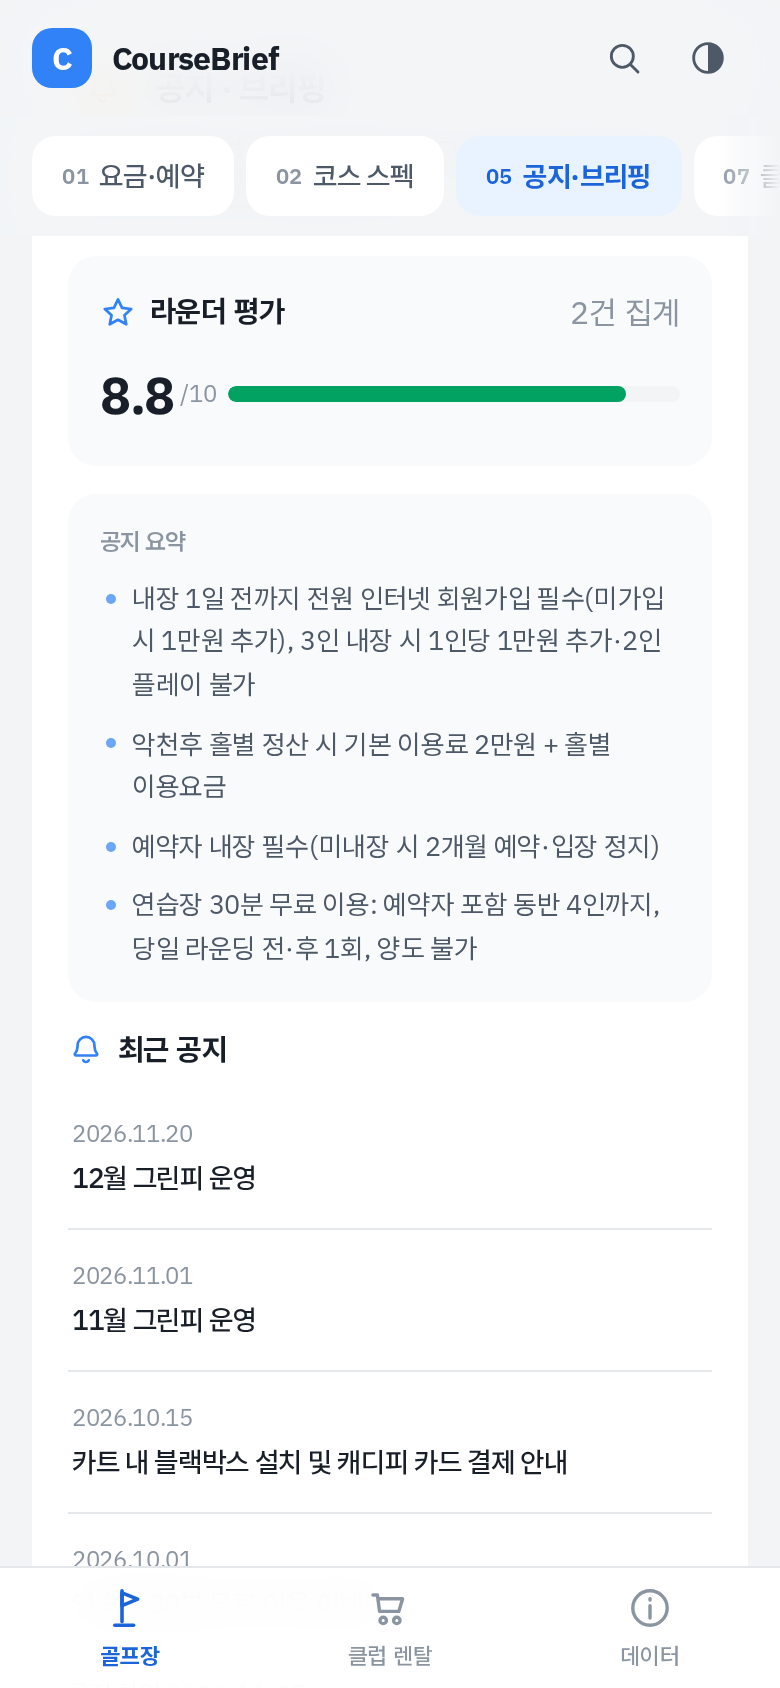 C CourseBrief
공지·브리핑
01 요금·예약 02 코스 스펙 05 공지·브리핑 07
라운더 평가 2건 집계
8.8 /10
공지 요약
내장 1일 전까지 전원 인터넷 회원가입 필수(미가입
시 1만원 추가), 3인 내장 시 1인당 1만원 추가·2인
플레이 불가
악천후 홀별 정산 시 기본 이용료 2만원 + 홀별
이용요금
예약자 내장 필수(미내장 시 2개월 예약·입장 정지)
연습장 30분 무료 이용: 예약자 포함 동반 4인까지,
당일 라운딩 전·후 1회, 양도 불가
최근 공지
2026.11.20
12월 그린피 운영
2026.11.01
11월 그린피 운영
2026.10.15
카트 내 블랙박스 설치 및 캐디피 카드 결제 안내
2026.10.01
골프장 클럽 렌탈 데이터